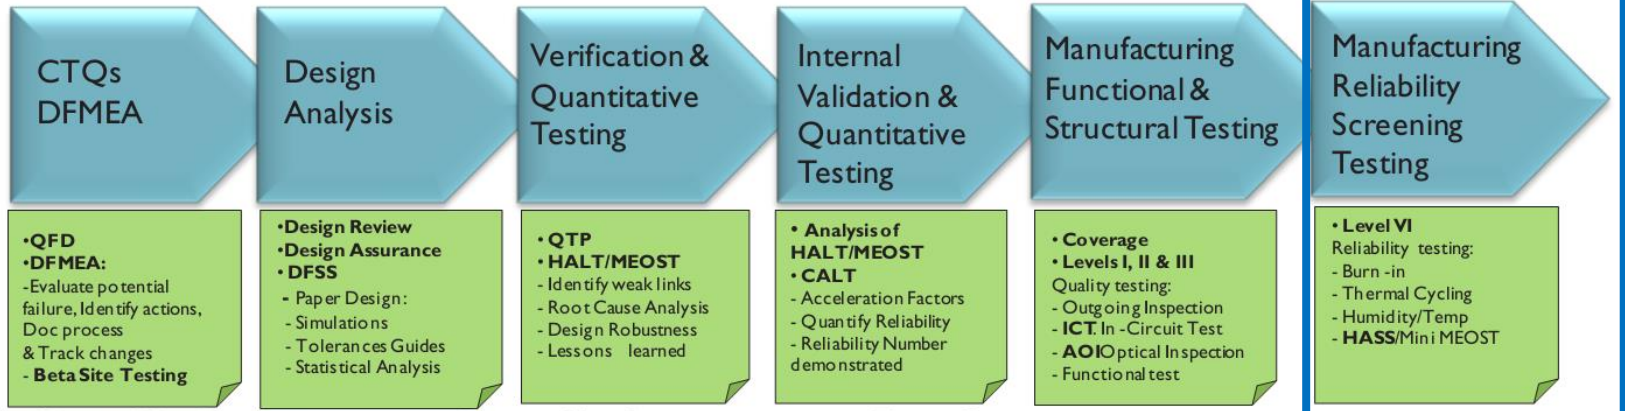 CTQs
DFMEA
Design
Analysis
Verification &
Quantitative
Testing
Internal
Validation &
Quantitative
Testing
Manufacturing
Functional &
Structural Testing
Manufacturing
Reliability
Screening
Testing
•QFD
•DFMEA:
-Evaluate potential
failure, Identify actions,
Doc process
& Track changes
- Beta Site Testing
•Design Review
•Design Assurance
• DFSS
- Paper Design:
- Simulations
- Tolerances Guides
- Statistical Analysis
• QTP
• HALT/MEOST
- Identify weak links
- Root Cause Analysis
- Design Robustness
- Lessons learned
• Analysis of
HALT/MEOST
• CALT
- Acceleration Factors
- Quantify Reliability
- Reliability Number
demonstrated
• Coverage
• Levels I, II & III
Quality testing:
- Outgoing Inspection
- ICT. In -Circuit Test
- AOI Optical Inspection
- Functional test
• Level VI
Reliability testing:
- Burn -in
- Thermal Cycling
- Humidity/Temp
- HASS/Mini MEOST